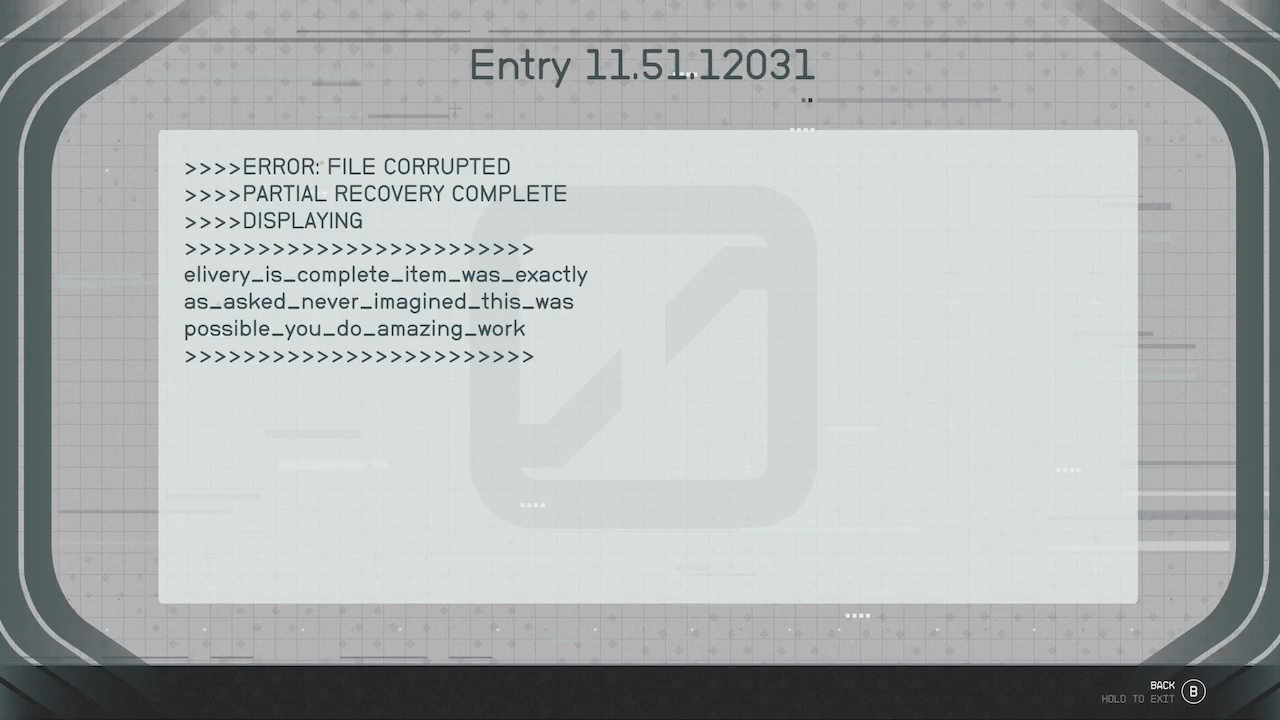 Entry 11.51.12031
>>>>ERROR: FILE CORRUPTED
>>>>PARTIAL RECOVERY COMPLETE
>>>>DISPLAYING
>>>>>>>>>>>>>>>>>>>>>>>>
elivery_is_complete_item_was_exactly
as_asked_never_imagined_this_was
possible_you_do_amazing_work
>>>>>>>>>>>>>>>>>>>>>>>>
BACK
HOLD TO EXIT
B